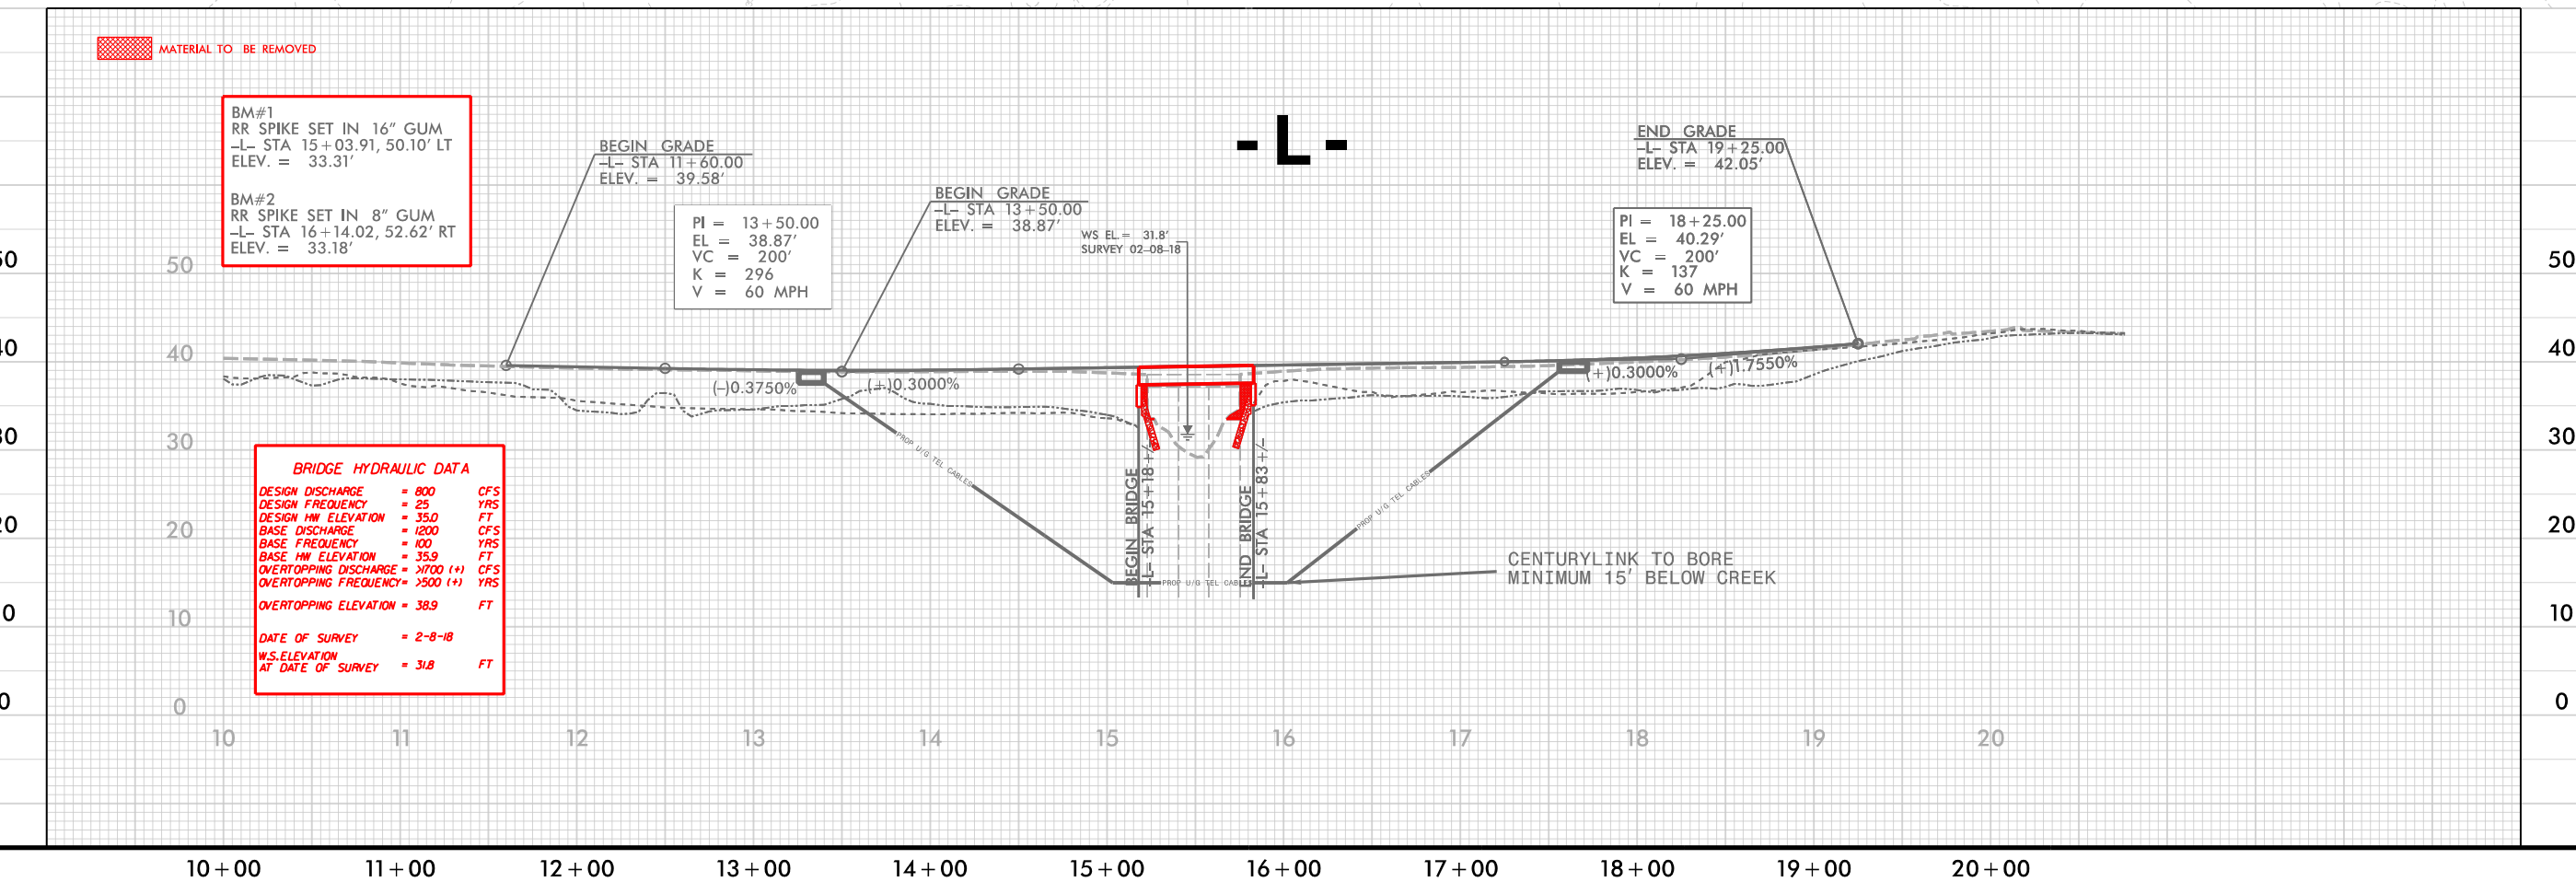 MATERIAL TO BE REMOVED
BM#1
RR SPIKE SET IN 16" GUM
-L- STA 15+03.91, 50.10' LT
ELEV. = 33.31'
BM#2
RR SPIKE SET IN 8" GUM
-L- STA 16+14.02, 52.62' RT
ELEV. = 33.18'
BEGIN GRADE
-L- STA 11+60.00
ELEV. = 39.58'
PI = 13+50.00
EL = 38.87'
VC = 200'
K = 296
V = 60 MPH
BEGIN GRADE
-L- STA 13+50.00
ELEV. = 38.87'
WS EL.= 31.8'
SURVEY 02-08-18
-L-
END GRADE
-L- STA 19+25.00
ELEV. = 42.05'
PI = 18+25.00
EL = 40.29'
VC = 200'
K = 137
V = 60 MPH
50
40
30
20
10
0
(-)0.3750%
(+)0.3000%
(+)0.3000%
(+)1.7550%
PROP U/G TEL CABLES
PROP U/G TEL CABLES
PROP U/G TEL CABLES
BEGIN BRIDGE
-L- STA 15+18 +/-
END BRIDGE
-L- STA 15+83 +/-
CENTURYLINK TO BORE
MINIMUM 15' BELOW CREEK
BRIDGE HYDRAULIC DATA
DESIGN DISCHARGE = 800 CFS
DESIGN FREQUENCY = 25 YRS
DESIGN HW ELEVATION = 35.0 FT
BASE DISCHARGE = 1200 CFS
BASE FREQUENCY = 100 YRS
BASE HW ELEVATION = 35.9 FT
OVERTOPPING DISCHARGE = >1700 (+) CFS
OVERTOPPING FREQUENCY= >500 (+) YRS
OVERTOPPING ELEVATION = 38.9 FT
DATE OF SURVEY = 2-8-18
W.S.ELEVATION
AT DATE OF SURVEY = 31.8 FT
50
40
30
20
10
0
10 11 12 13 14 15 16 17 18 19 20
10+00 11+00 12+00 13+00 14+00 15+00 16+00 17+00 18+00 19+00 20+00